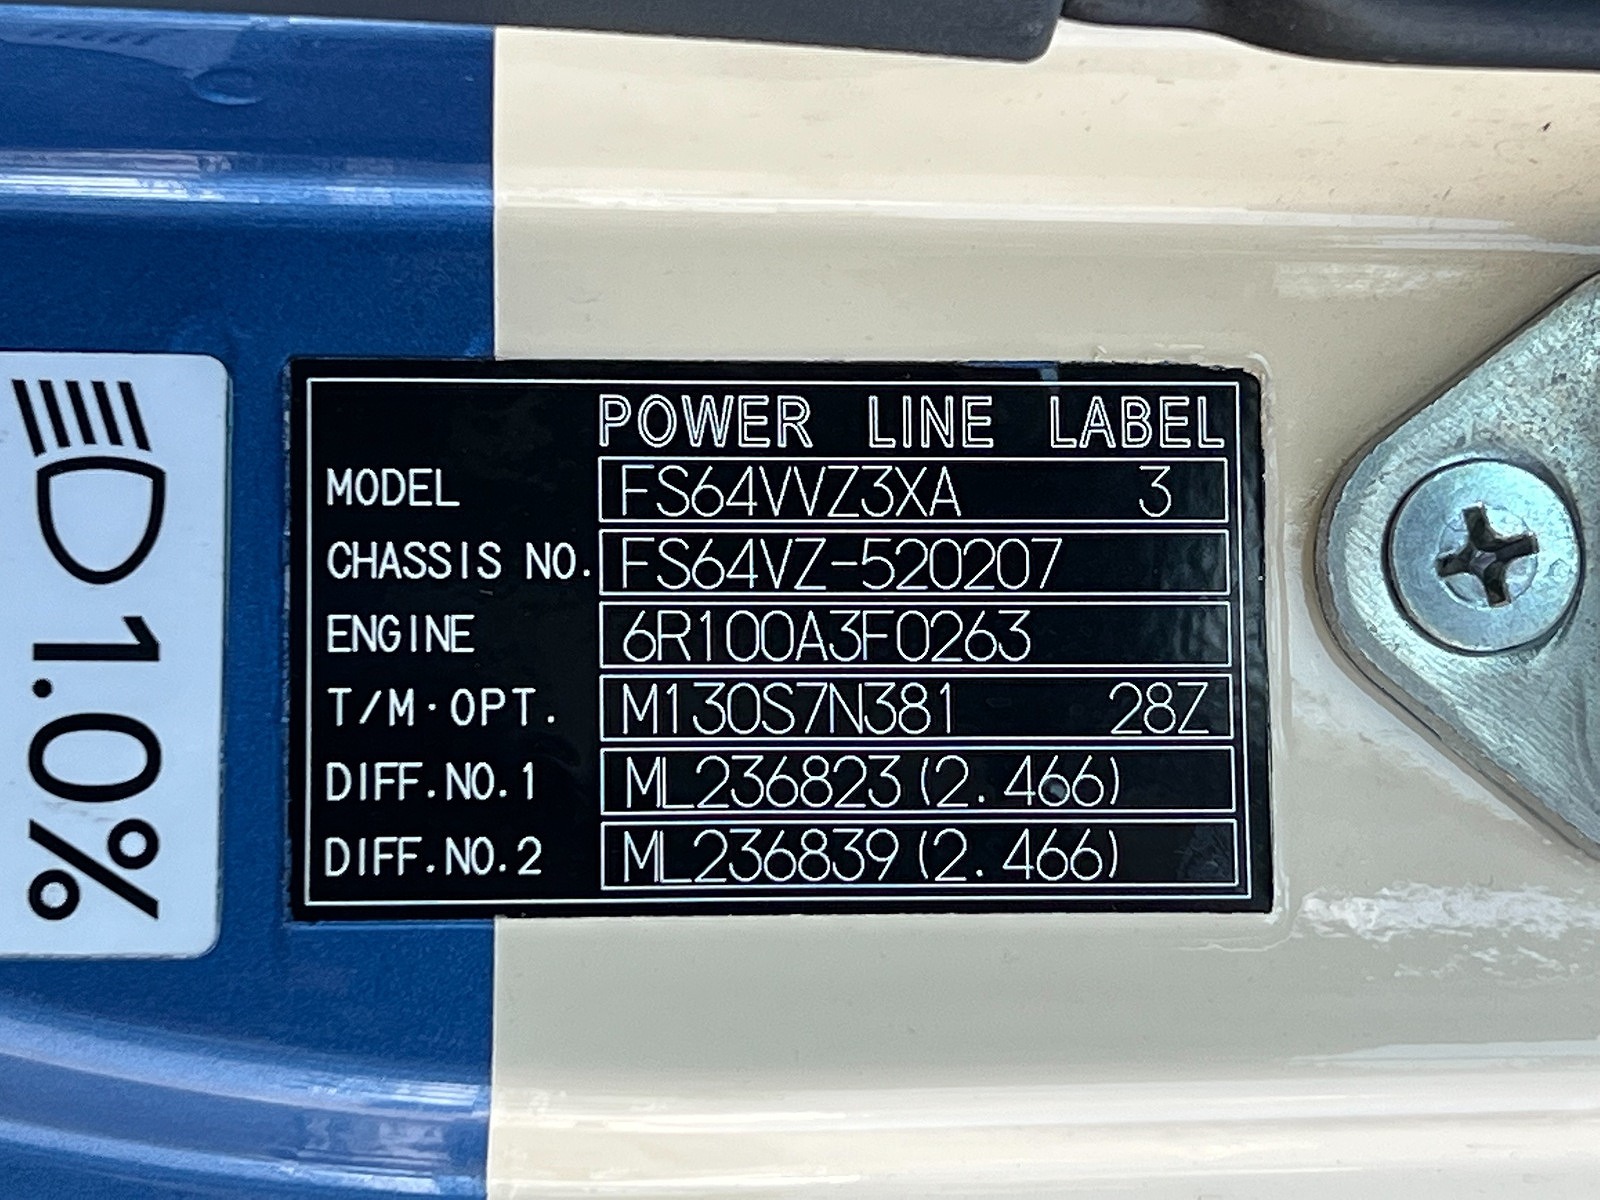 POWER LINE LABEL
MODEL FS64VVZ3XA 3
CHASSIS NO. FS64VZ-520207
ENGINE 6R100A3F0263
T/M·OPT. M130S7N381 28Z
DIFF.NO.1 ML236823(2.466)
DIFF.NO.2 ML236839(2.466)
1.0%